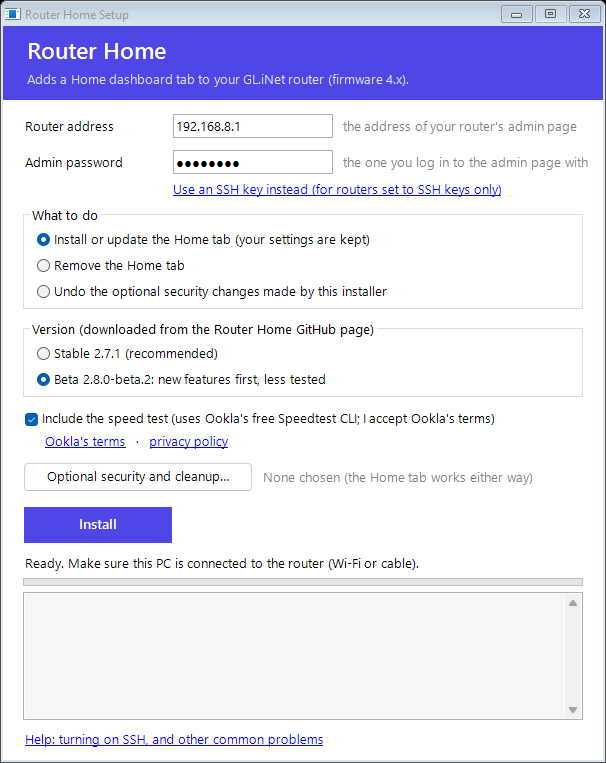 Router Home Setup
Router Home
Adds a Home dashboard tab to your GL.iNet router (firmware 4.x).
Router address
192.168.8.1
the address of your router's admin page
Admin password
●●●●●●●●
the one you log in to the admin page with
Use an SSH key instead (for routers set to SSH keys only)
What to do
Install or update the Home tab (your settings are kept)
Remove the Home tab
Undo the optional security changes made by this installer
Version (downloaded from the Router Home GitHub page)
Stable 2.7.1 (recommended)
Beta 2.8.0-beta.2: new features first, less tested
Include the speed test (uses Ookla's free Speedtest CLI; I accept Ookla's terms)
Ookla's terms · privacy policy
Optional security and cleanup...
None chosen (the Home tab works either way)
Install
Ready. Make sure this PC is connected to the router (Wi-Fi or cable).
Help: turning on SSH, and other common problems